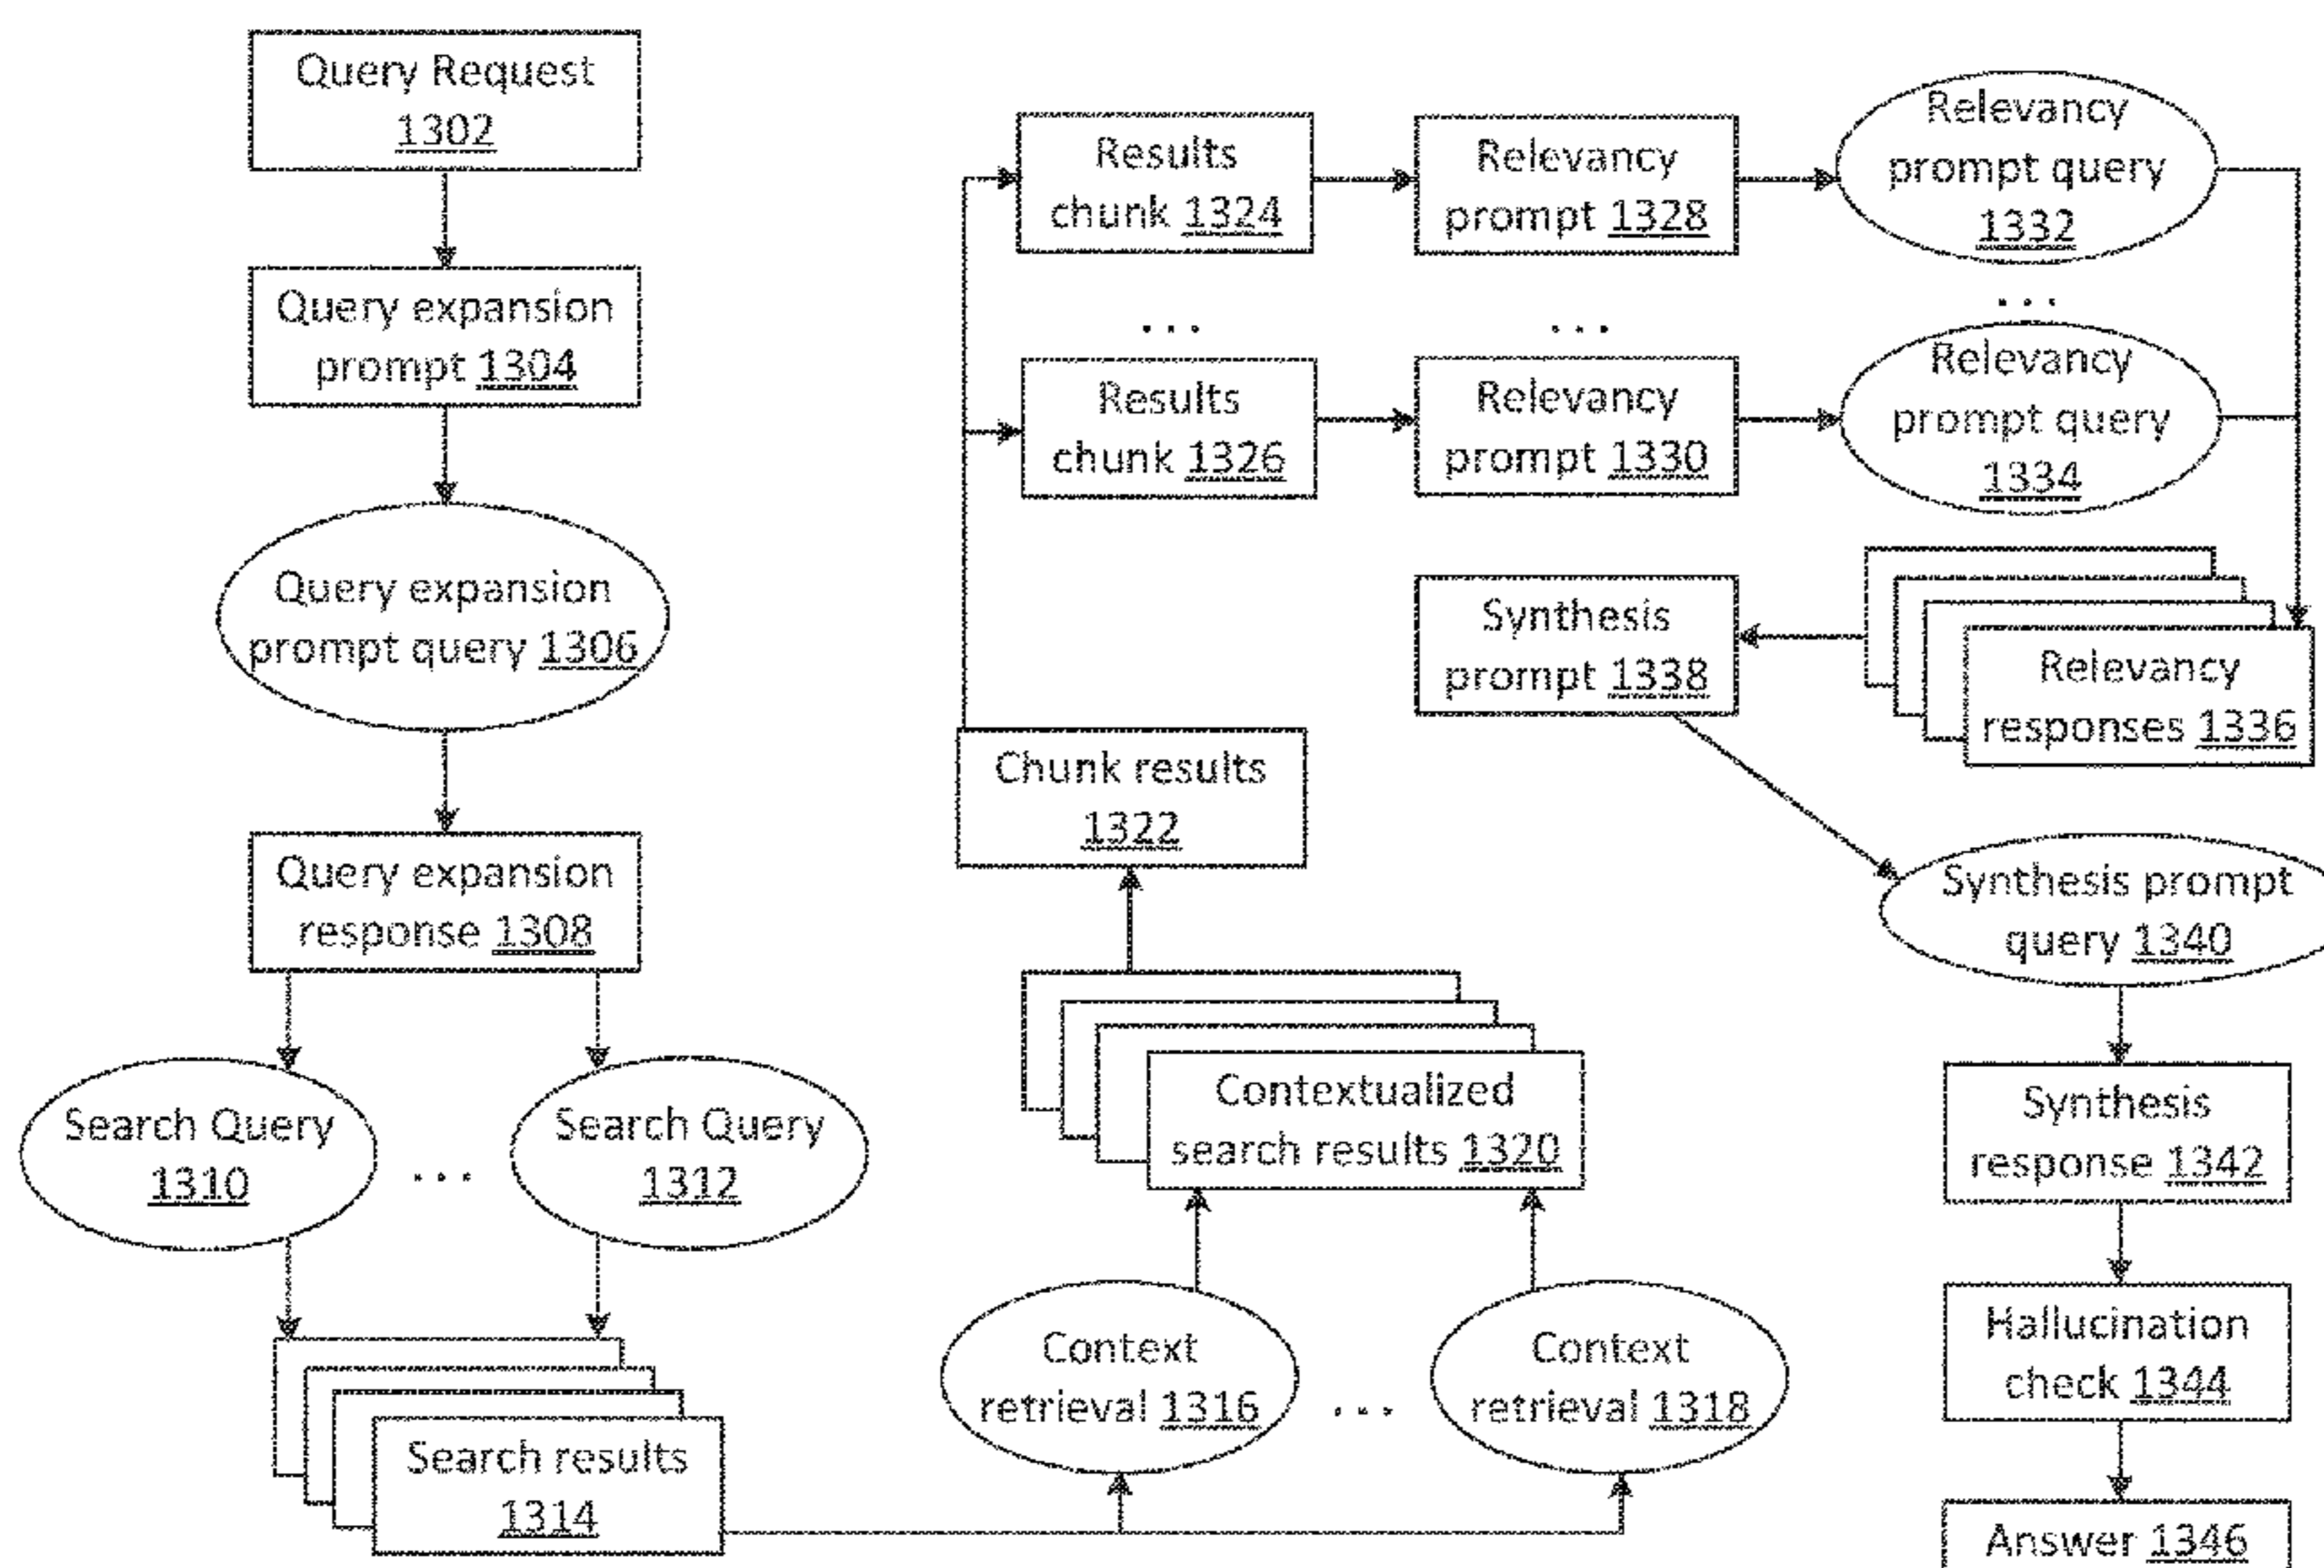 Query Request
1302
Query expansion
prompt 1304
Query expansion
prompt query 1306
Query expansion
response 1308
Search Query
1310
...
Search Query
1312
Search results
1314
Context
retrieval 1316
...
Context
retrieval 1318
Contextualized
search results 1320
Chunk results
1322
Results
chunk 1324
...
Results
chunk 1326
Relevancy
prompt 1328
...
Relevancy
prompt 1330
Relevancy
prompt query
1332
...
Relevancy
prompt query
1334
Relevancy
responses 1336
Synthesis
prompt 1338
Synthesis prompt
query 1340
Synthesis
response 1342
Hallucination
check 1344
Answer 1346